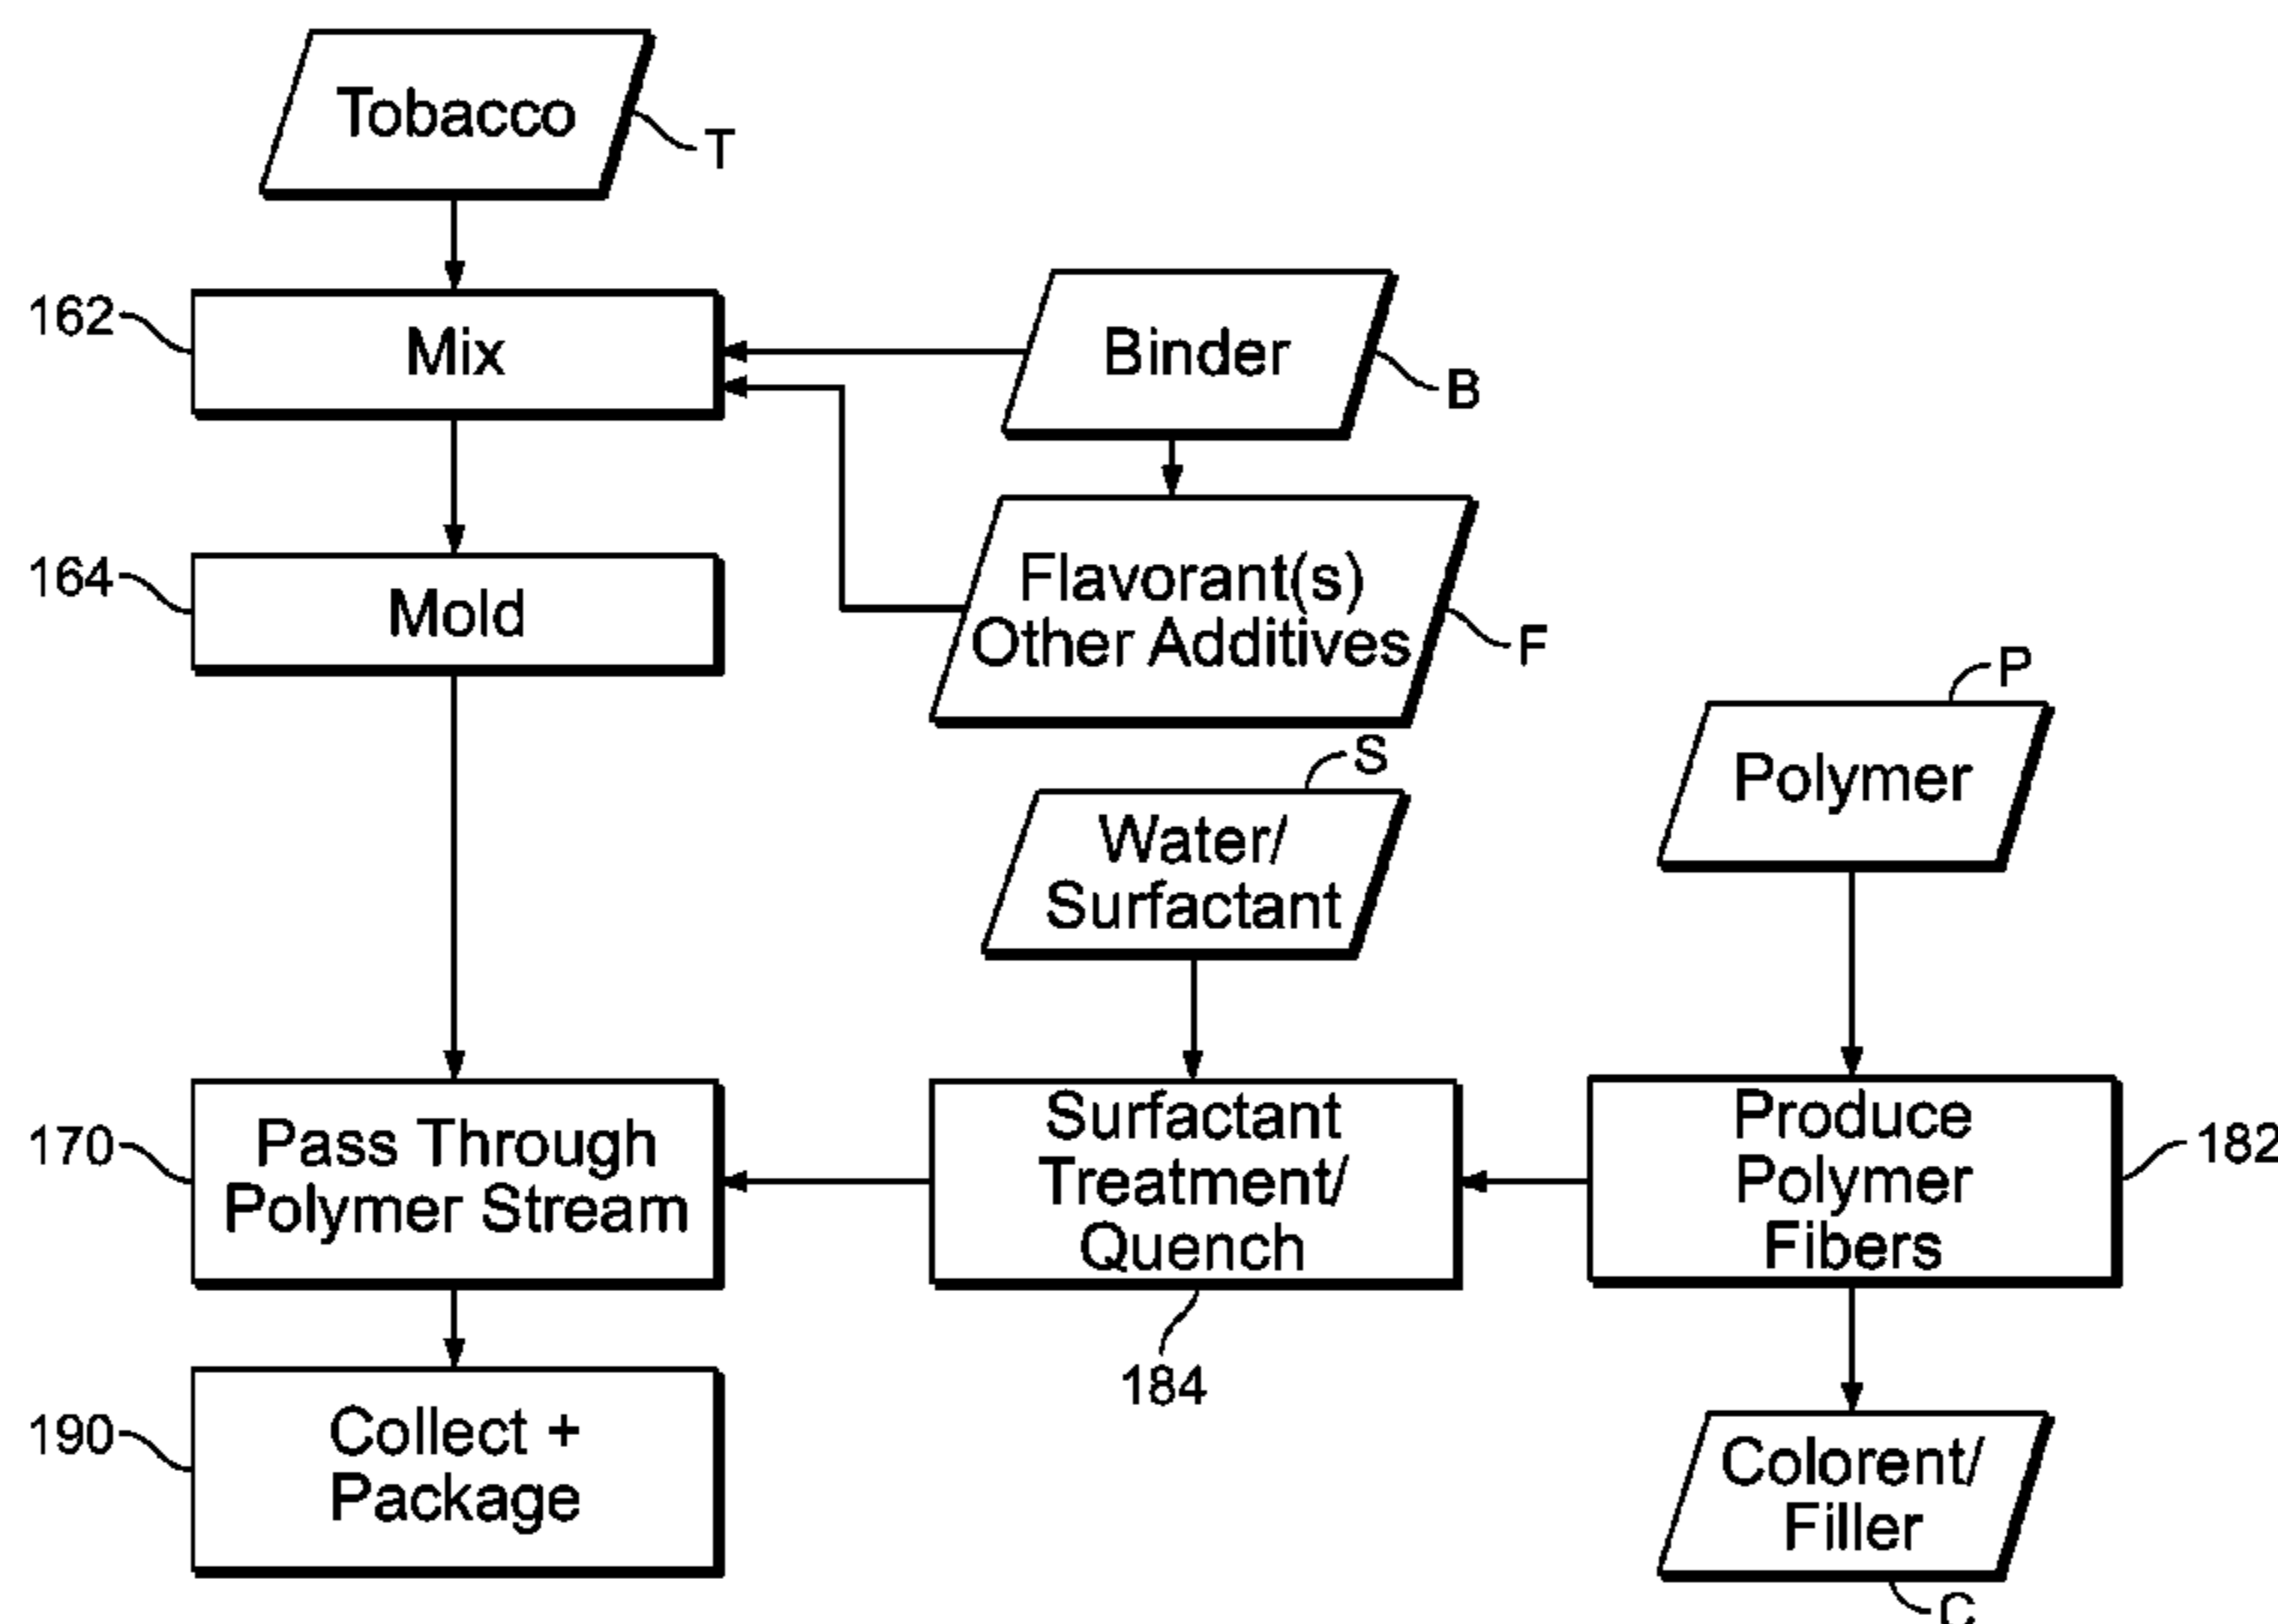 Tobacco
T
162
Mix
Binder
B
164
Mold
Flavorant(s)
Other Additives
F
P
Polymer
S
Water/
Surfactant
170
Pass Through
Polymer Stream
Surfactant
Treatment/
Quench
184
Produce
Polymer
Fibers
182
190
Collect +
Package
Colorent/
Filler
C